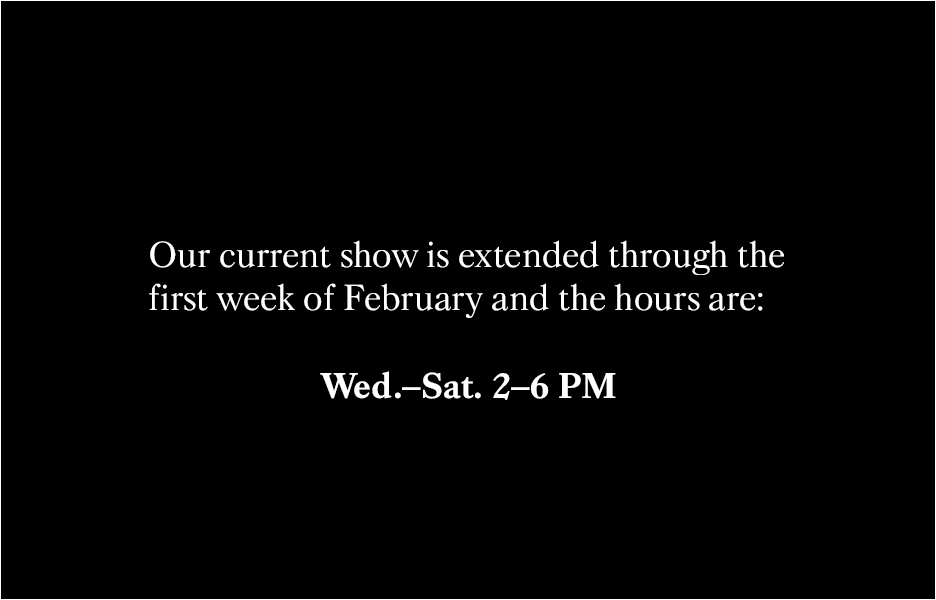 Our current show is extended through the
first week of February and the hours are:
Wed.–Sat. 2–6 PM